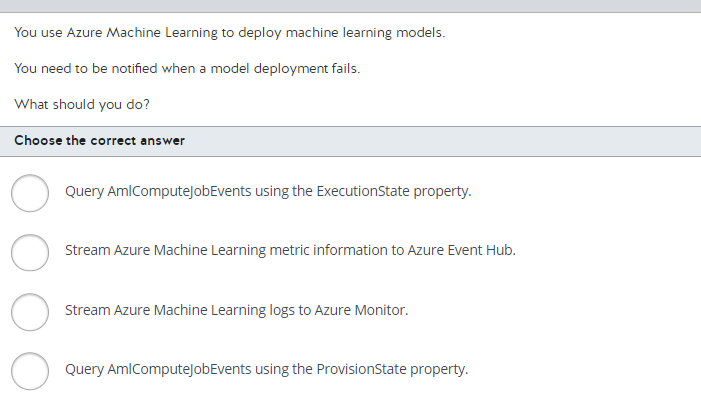 You use Azure Machine Learning to deploy machine learning models.
You need to be notified when a model deployment fails.
What should you do?
Choose the correct answer
Query AmlComputeJobEvents using the ExecutionState property.
Stream Azure Machine Learning metric information to Azure Event Hub.
Stream Azure Machine Learning logs to Azure Monitor.
Query AmlComputeJobEvents using the ProvisionState property.